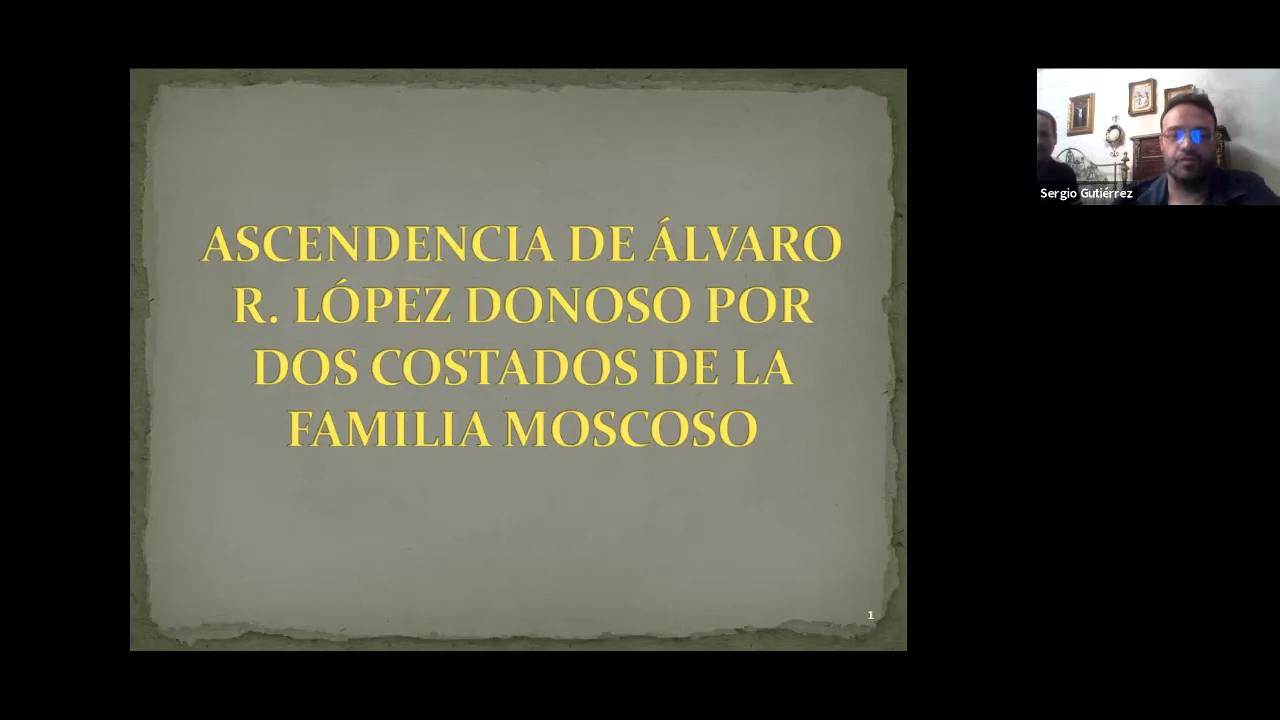 ASCENDENCIA DE ÁLVARO
R. LÓPEZ DONOSO POR
DOS COSTADOS DE LA
FAMILIA MOSCOSO
1
Sergio Gutiérrez